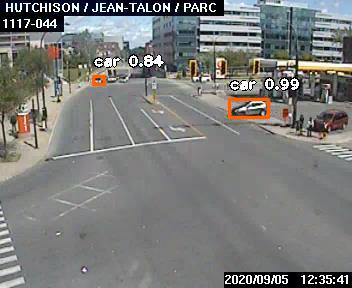 HUTCHISON / JEAN-TALON / PARC
1117-044
car 0.84
car 0.99
2020/09/05 12:35:41